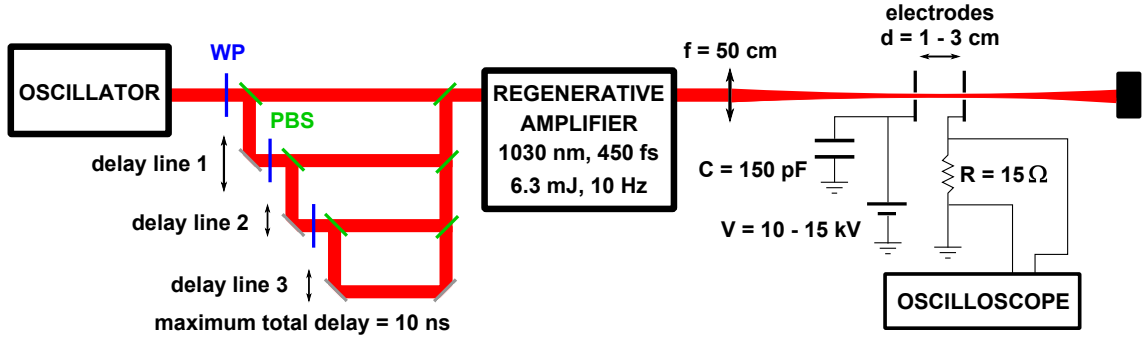 OSCILLATOR
WP
PBS
delay line 1
delay line 2
delay line 3
maximum total delay = 10 ns
REGENERATIVE
AMPLIFIER
1030 nm, 450 fs
6.3 mJ, 10 Hz
f = 50 cm
electrodes
d = 1 - 3 cm
C = 150 pF
R = 15 Ω
V = 10 - 15 kV
OSCILLOSCOPE